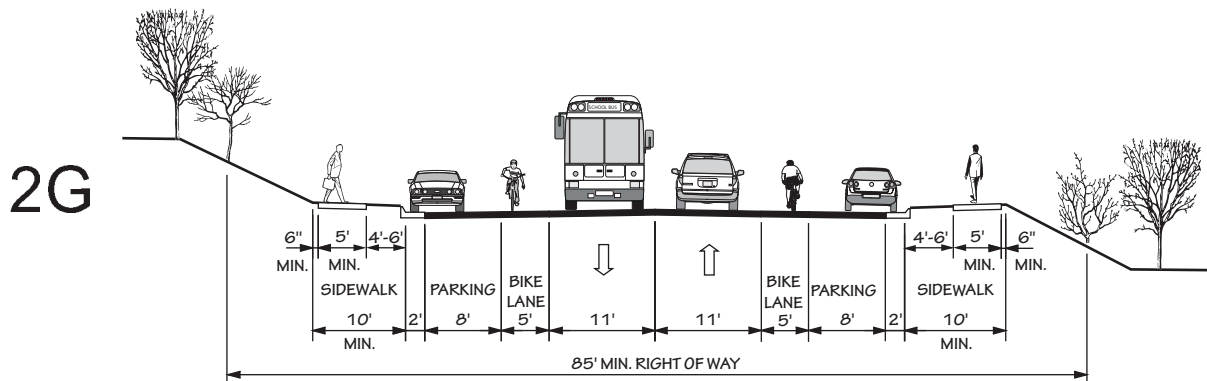 SCHOOL BUS
2G
6" 5' 4'-6' 4'-6' 5' 6"
MIN. MIN. MIN. MIN.
SIDEWALK PARKING BIKE LANE BIKE LANE PARKING SIDEWALK
10' 2' 8' 5' 11' 11' 5' 8' 2' 10'
MIN. MIN.
85' MIN. RIGHT OF WAY